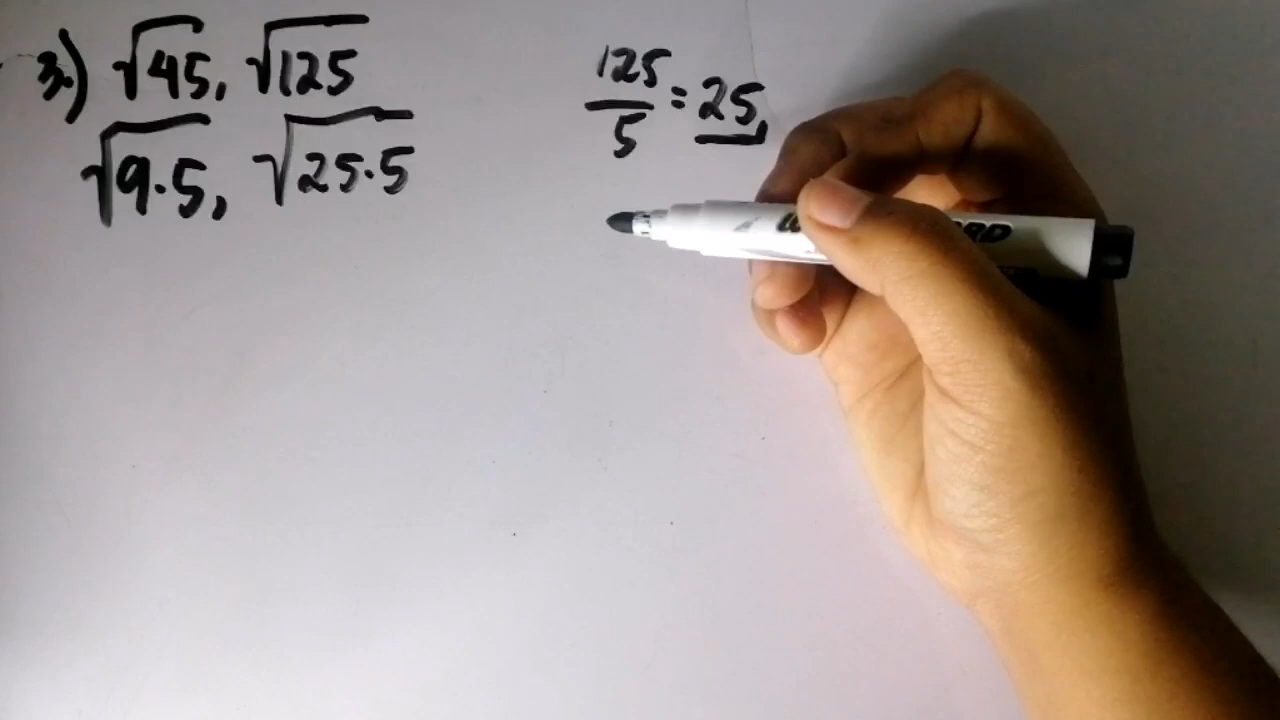 3.) √45, √125
√9·5, √25·5
125/5 = 25